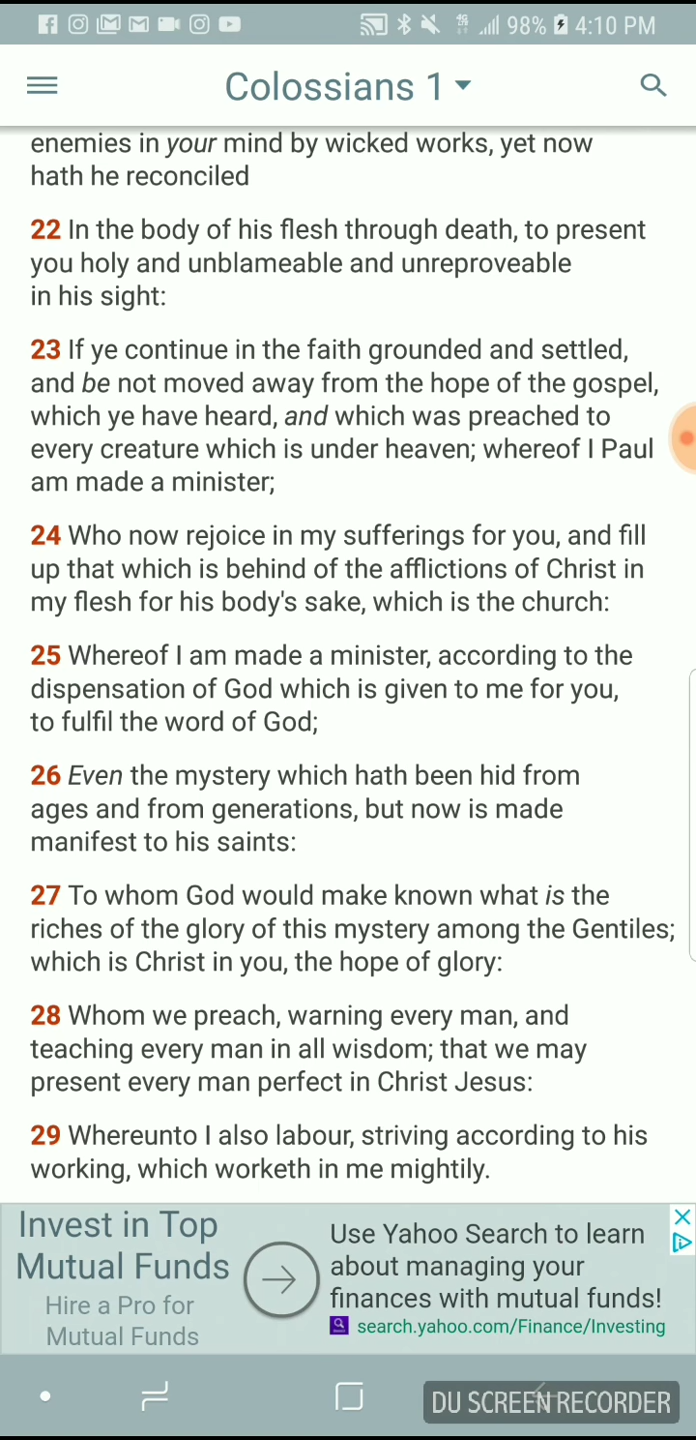 98% 4:10 PM
Colossians 1
enemies in your mind by wicked works, yet now
hath he reconciled
22 In the body of his flesh through death, to present
you holy and unblameable and unreproveable
in his sight:
23 If ye continue in the faith grounded and settled,
and be not moved away from the hope of the gospel,
which ye have heard, and which was preached to
every creature which is under heaven; whereof I Paul
am made a minister;
24 Who now rejoice in my sufferings for you, and fill
up that which is behind of the afflictions of Christ in
my flesh for his body's sake, which is the church:
25 Whereof I am made a minister, according to the
dispensation of God which is given to me for you,
to fulfil the word of God;
26 Even the mystery which hath been hid from
ages and from generations, but now is made
manifest to his saints:
27 To whom God would make known what is the
riches of the glory of this mystery among the Gentiles;
which is Christ in you, the hope of glory:
28 Whom we preach, warning every man, and
teaching every man in all wisdom; that we may
present every man perfect in Christ Jesus:
29 Whereunto I also labour, striving according to his
working, which worketh in me mightily.
Invest in Top
Mutual Funds
Hire a Pro for
Mutual Funds
Use Yahoo Search to learn
about managing your
finances with mutual funds!
search.yahoo.com/Finance/Investing
DU SCREEN RECORDER